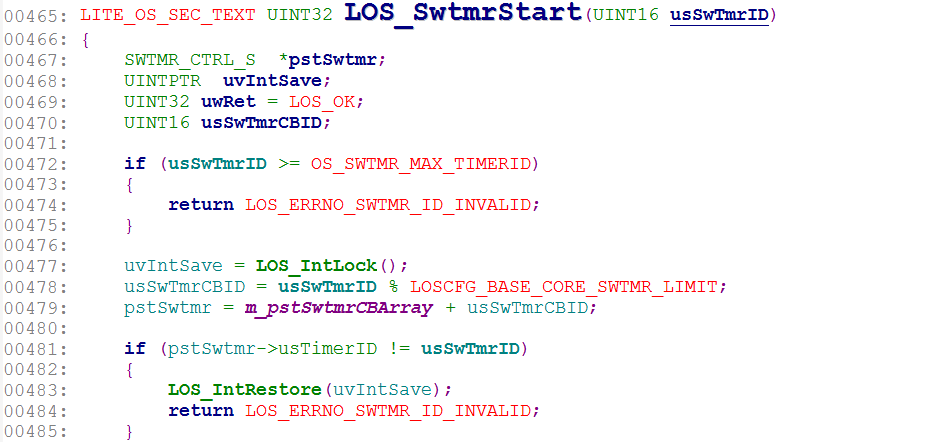 00465: LITE_OS_SEC_TEXT UINT32 LOS_SwtmrStart(UINT16 usSwTmrID)
00466: {
00467:     SWTMR_CTRL_S  *pstSwtmr;
00468:     UINTPTR  uvIntSave;
00469:     UINT32 uwRet = LOS_OK;
00470:     UINT16 usSwTmrCBID;
00471:
00472:     if (usSwTmrID >= OS_SWTMR_MAX_TIMERID)
00473:     {
00474:         return LOS_ERRNO_SWTMR_ID_INVALID;
00475:     }
00476:
00477:     uvIntSave = LOS_IntLock();
00478:     usSwTmrCBID = usSwTmrID % LOSCFG_BASE_CORE_SWTMR_LIMIT;
00479:     pstSwtmr = m_pstSwtmrCBArray + usSwTmrCBID;
00480:
00481:     if (pstSwtmr->usTimerID != usSwTmrID)
00482:     {
00483:         LOS_IntRestore(uvIntSave);
00484:         return LOS_ERRNO_SWTMR_ID_INVALID;
00485:     }